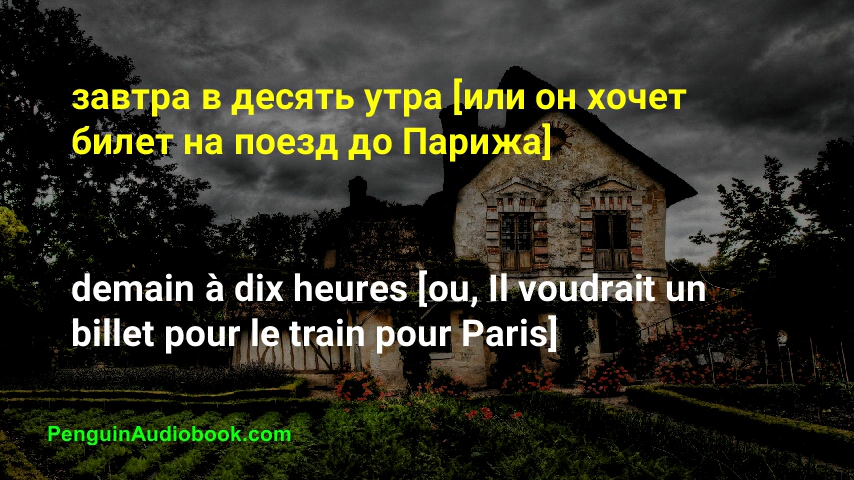 завтра в десять утра [или он хочет
билет на поезд до Парижа]
demain à dix heures [ou, Il voudrait un
billet pour le train pour Paris]
PenguinAudiobook.com